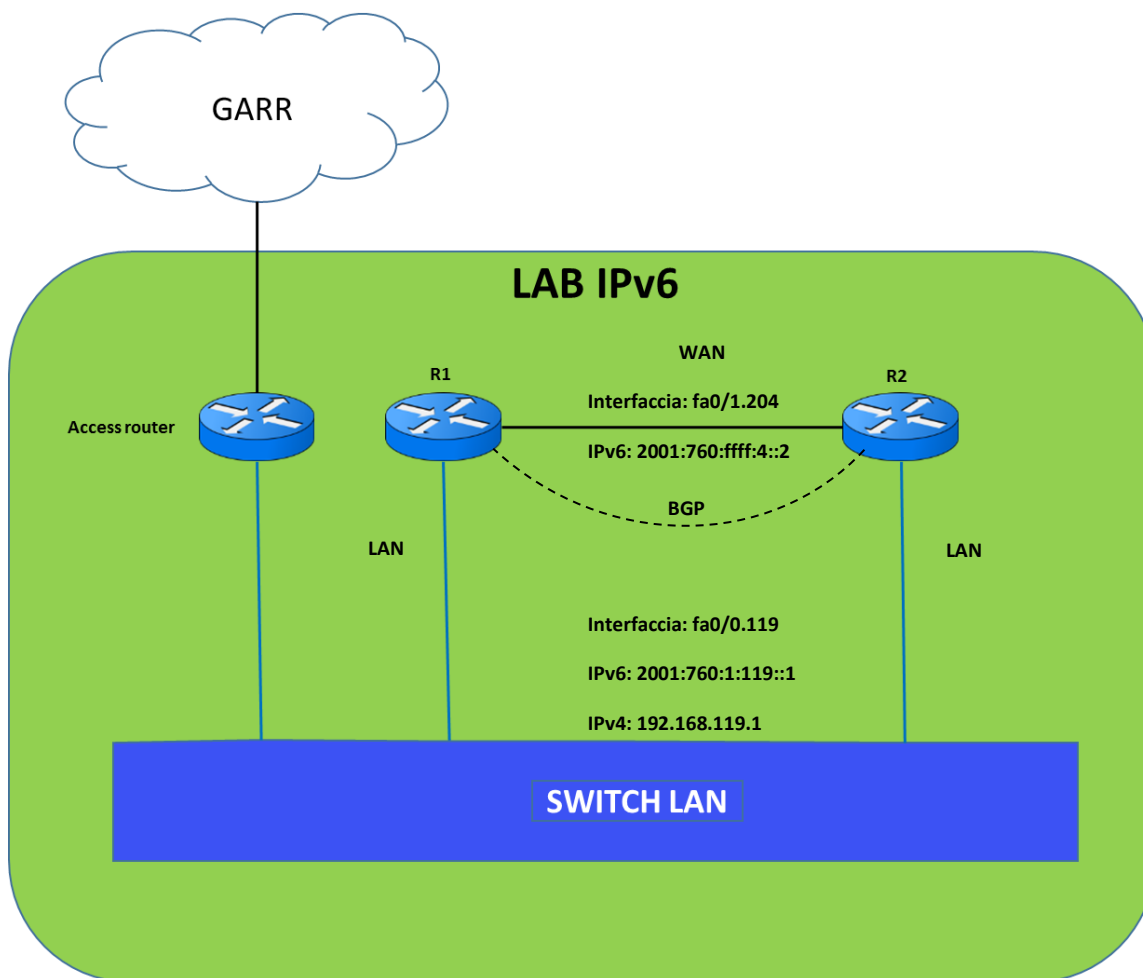 GARR
LAB IPv6
WAN
R1
R2
Interfaccia: fa0/1.204
Access router
IPv6: 2001:760:ffff:4::2
BGP
LAN
LAN
Interfaccia: fa0/0.119
IPv6: 2001:760:1:119::1
IPv4: 192.168.119.1
SWITCH LAN